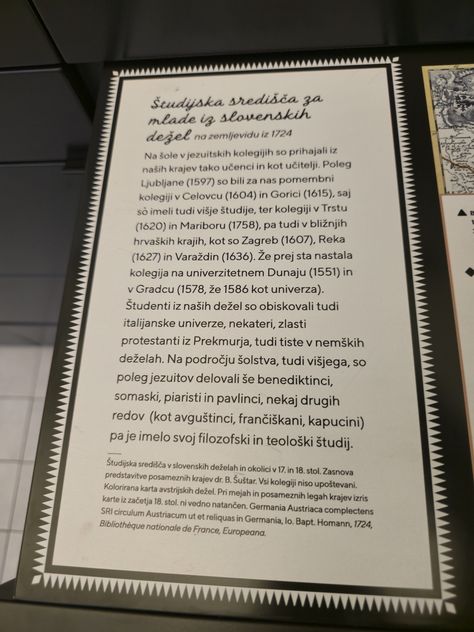 Študijska središča za
mlade iz slovenskih
dežel na zemljevidu iz 1724
Na šole v jezuitskih kolegijih so prihajali iz
naših krajev tako učenci in kot učitelji. Poleg
Ljubljane (1597) so bili za nas pomembni
kolegiji v Celovcu (1604) in Gorici (1615), saj
so imeli tudi višje študije, ter kolegiji v Trstu
(1620) in Mariboru (1758), pa tudi v bližnjih
hrvaških krajih, kot so Zagreb (1607), Reka
(1627) in Varaždin (1636). Že prej sta nastala
kolegija na univerzitetnem Dunaju (1551) in
v Gradcu (1578, že 1586 kot univerza).
Študenti iz naših dežel so obiskovali tudi
italijanske univerze, nekateri, zlasti
protestanti iz Prekmurja, tudi tiste v nemških
deželah. Na področju šolstva, tudi višjega, so
poleg jezuitov delovali še benediktinci,
somaski, piaristi in pavlinci, nekaj drugih
redov (kot avguštinci, frančiškani, kapucini)
pa je imelo svoj filozofski in teološki študij.
Študijska središča v slovenskih deželah in okolici v 17. in 18. stol. Zasnova
predstavitve posameznih krajev dr. B. Šuštar. Vsi kolegiji niso upoštevani.
Kolorirana karta avstrijskih dežel. Pri mejah in posameznih legah krajev izris
karte iz začetja 18. stol. ni vedno natančen. Germania Austriaca complectens
SRI circulum Austriacum ut et reliquas in Germania, Io. Bapt. Homann, 1724,
Bibliothèque nationale de France, Europeana.